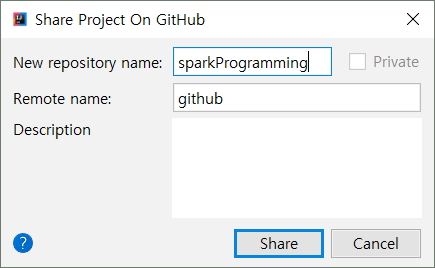 Share Project On GitHub
New repository name: sparkProgramming Private
Remote name: github
Description
? Share Cancel